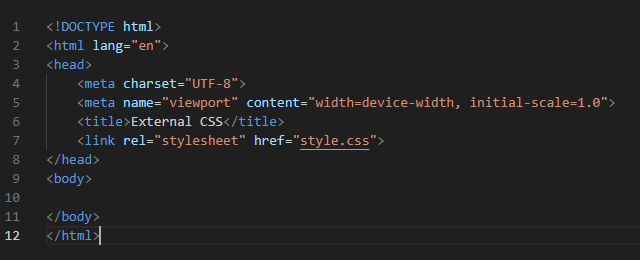 1 <!DOCTYPE html>
2 <html lang="en">
3 <head>
4     <meta charset="UTF-8">
5     <meta name="viewport" content="width=device-width, initial-scale=1.0">
6     <title>External CSS</title>
7     <link rel="stylesheet" href="style.css">
8 </head>
9 <body>
10
11 </body>
12 </html>